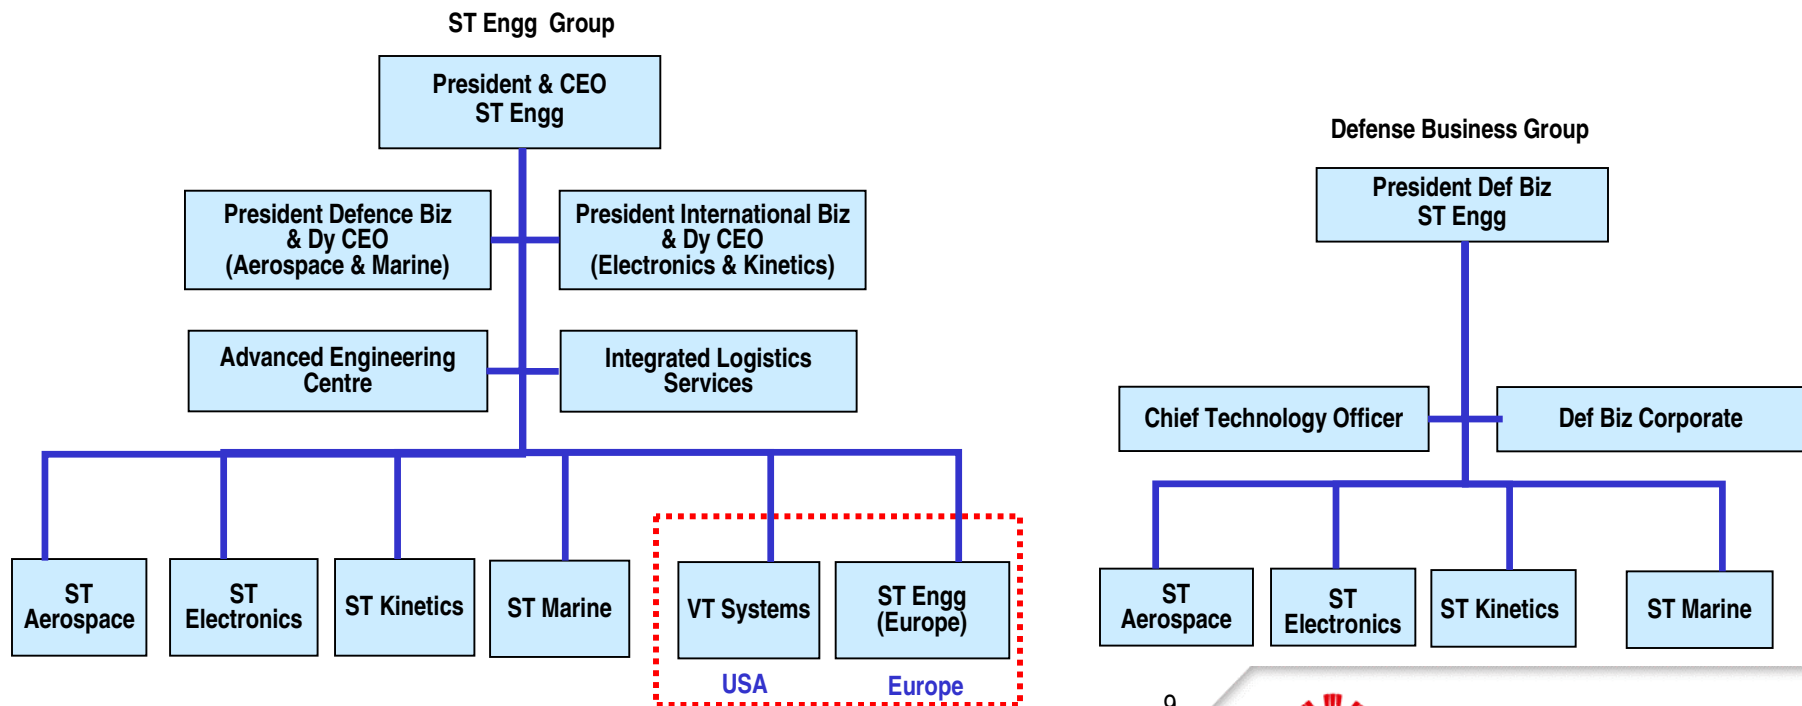 ST Engg Group
President & CEO
ST Engg
President Defence Biz
& Dy CEO
(Aerospace & Marine)
President International Biz
& Dy CEO
(Electronics & Kinetics)
Advanced Engineering
Centre
Integrated Logistics
Services
ST
Aerospace
ST
Electronics
ST Kinetics
ST Marine
VT Systems
ST Engg
(Europe)
USA
Europe
Defense Business Group
President Def Biz
ST Engg
Chief Technology Officer
Def Biz Corporate
ST
Aerospace
ST
Electronics
ST Kinetics
ST Marine
9